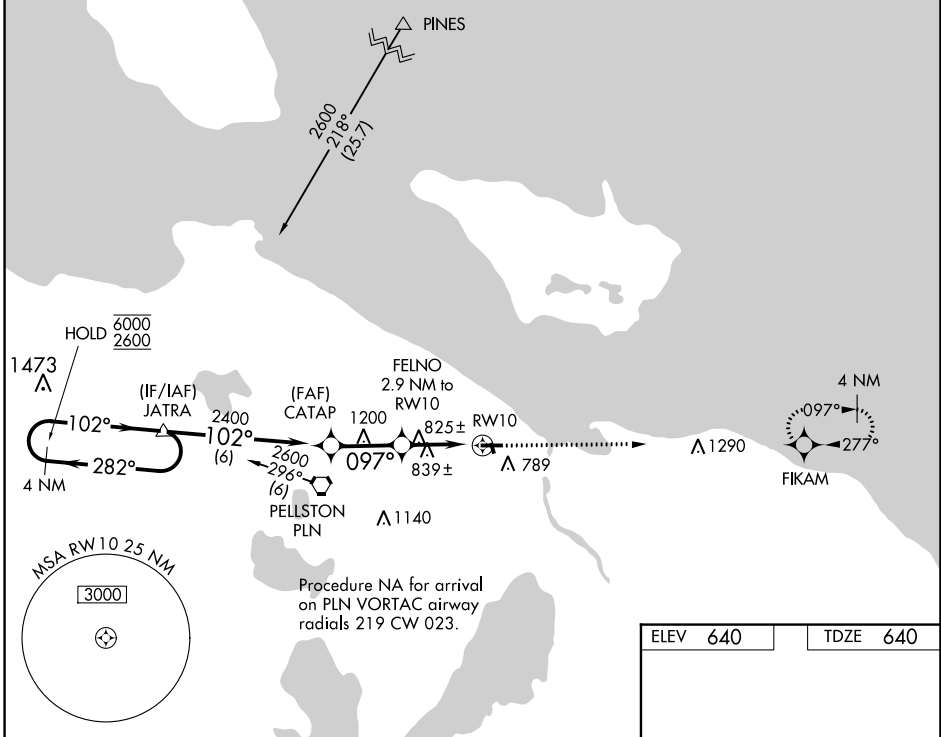 PINES
2600
218°
(25.7)
HOLD 6000
2600
1473
(IF/IAF)
JATRA
(FAF)
CATAP
FELNO
2.9 NM to
RW10
4 NM
102°
2400
102°
(6)
1200
825±
RW10
097°
282°
2600
296°
(6)
097°
839±
789
1290
277°
4 NM
PELLSTON
PLN
1140
FIKAM
MSA RW10 25 NM
3000
Procedure NA for arrival
on PLN VORTAC airway
radials 219 CW 023.
ELEV 640
TDZE 640